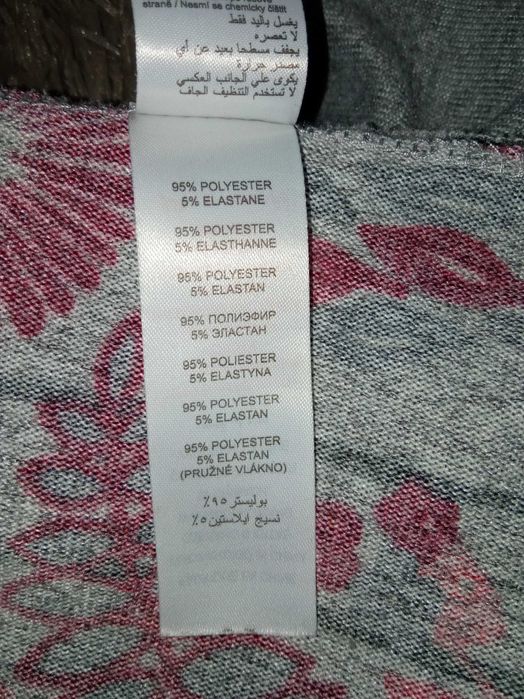 straně / Nesmí se chemicky čistit
يغسل باليد فقط
لا تعصره
يجفف مسطحا بعيد عن أي
مصدر حرارة
يكوى علي الجانب العكسي
لا تستخدم التنظيف الجاف
95% POLYESTER
5% ELASTANE
95% POLYESTER
5% ELASTHANNE
95% POLYESTER
5% ELASTAN
95% ПОЛИЭФИР
5% ЭЛАСТАН
95% POLIESTER
5% ELASTYNA
95% POLYESTER
5% ELASTAN
95% POLYESTER
5% ELASTAN
(PRUŽNÉ VLÁKNO)
بوليستر ٩٥٪
نسيج ايلاستين ٥٪